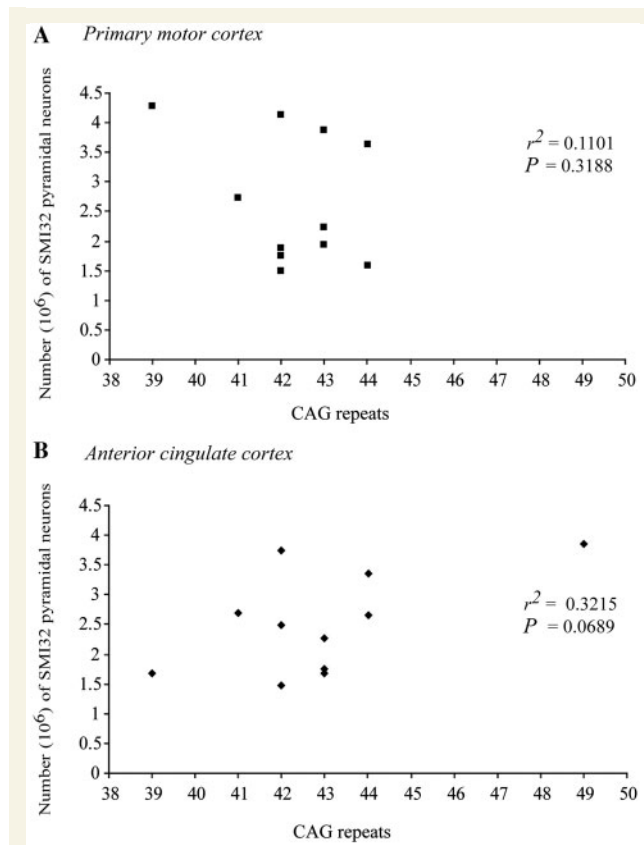 A Primary motor cortex
4.5
4
3.5
3
2.5
2
1.5
1
0.5
0
Number (10⁶) of SMI32 pyramidal neurons
r² = 0.1101
P = 0.3188
38 39 40 41 42 43 44 45 46 47 48 49 50
CAG repeats
B Anterior cingulate cortex
4.5
4
3.5
3
2.5
2
1.5
1
0.5
0
Number (10⁶) of SMI32 pyramidal neurons
r² = 0.3215
P = 0.0689
38 39 40 41 42 43 44 45 46 47 48 49 50
CAG repeats